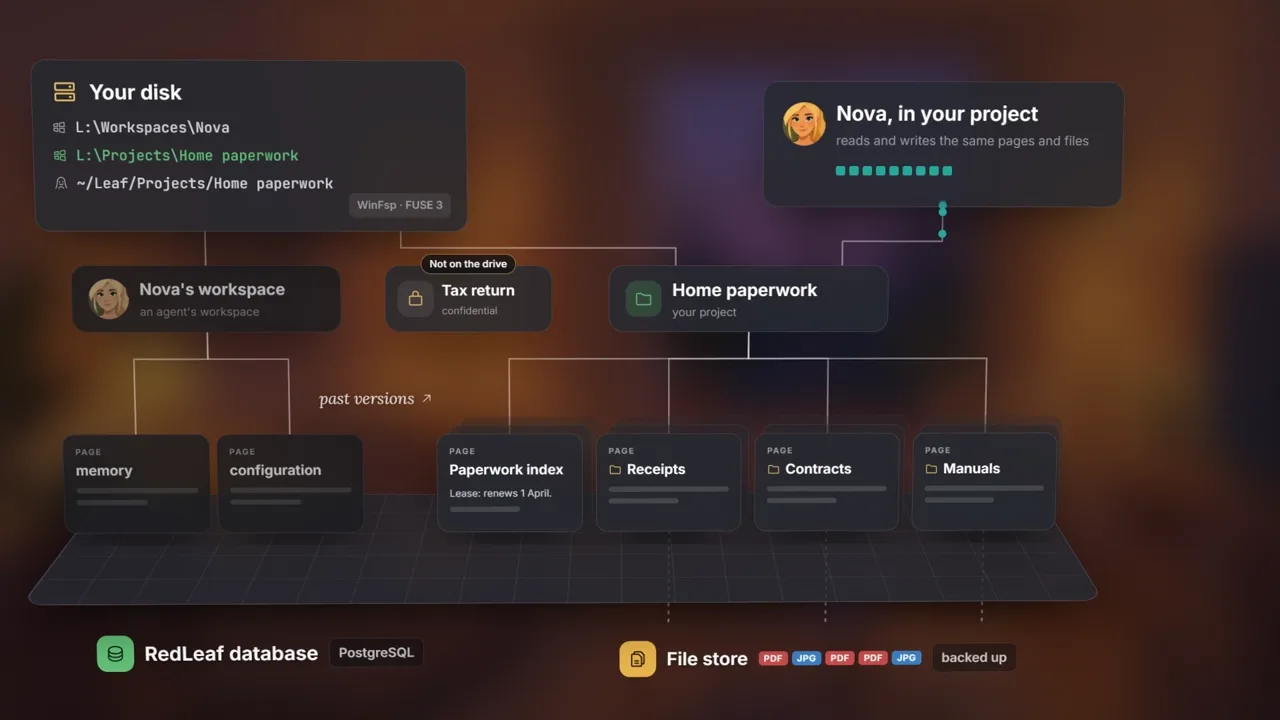 Your disk
L:\Workspaces\Nova
L:\Projects\Home paperwork
~/Leaf/Projects/Home paperwork
WinFsp · FUSE 3
Nova, in your project
reads and writes the same pages and files
Nova's workspace
an agent's workspace
Not on the drive
Tax return
confidential
Home paperwork
your project
past versions ↗
PAGE
memory
PAGE
configuration
PAGE
Paperwork index
Lease: renews 1 April.
PAGE
Receipts
PAGE
Contracts
PAGE
Manuals
RedLeaf database
PostgreSQL
File store
PDF
JPG
PDF
PDF
JPG
backed up